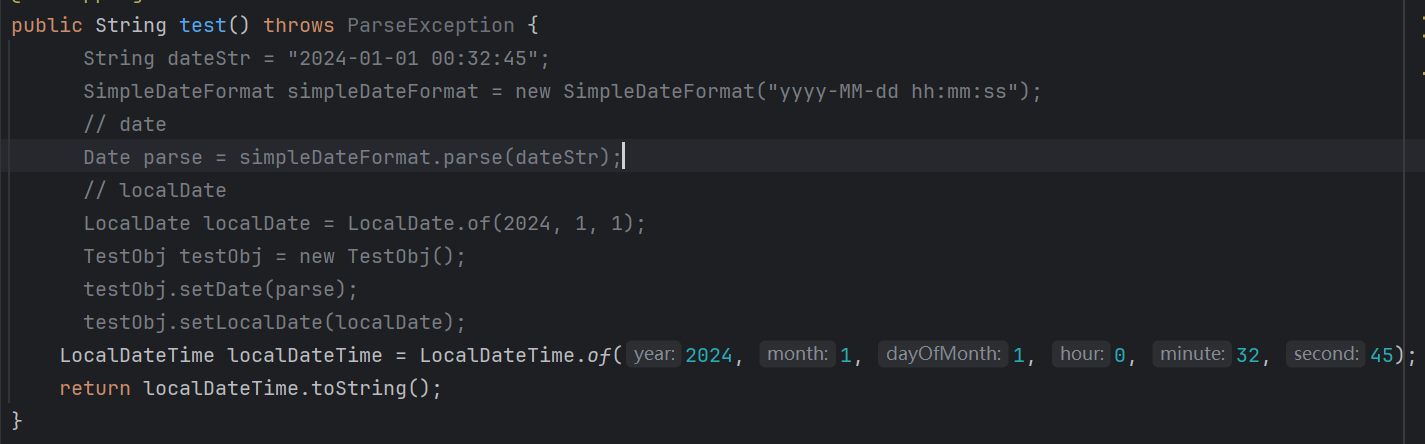 public String test() throws ParseException {
String dateStr = "2024-01-01 00:32:45";
SimpleDateFormat simpleDateFormat = new SimpleDateFormat("yyyy-MM-dd hh:mm:ss");
// date
Date parse = simpleDateFormat.parse(dateStr);
// localDate
LocalDate localDate = LocalDate.of(2024, 1, 1);
TestObj testObj = new TestObj();
testObj.setDate(parse);
testObj.setLocalDate(localDate);
LocalDateTime localDateTime = LocalDateTime.of( year: 2024, month: 1, dayOfMonth: 1, hour: 0, minute: 32, second: 45);
return localDateTime.toString();
}